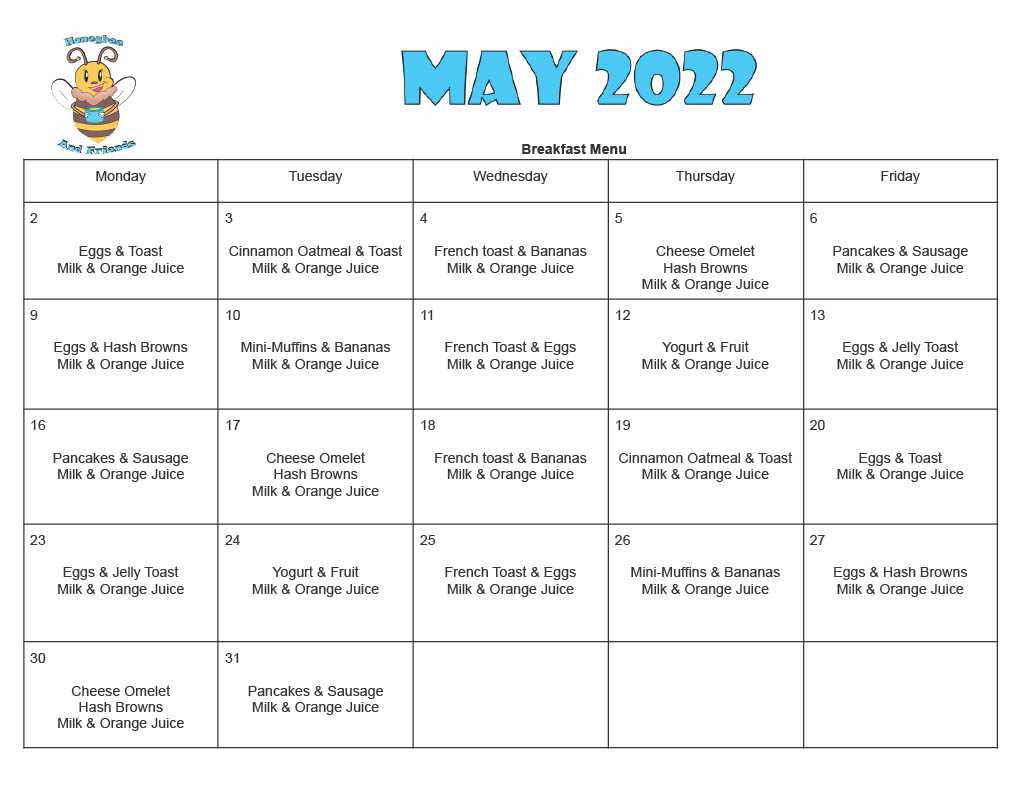 Honeybee
And Friends
MAY 2022
Breakfast Menu
Monday
Tuesday
Wednesday
Thursday
Friday
2
Eggs & Toast
Milk & Orange Juice
3
Cinnamon Oatmeal & Toast
Milk & Orange Juice
4
French toast & Bananas
Milk & Orange Juice
5
Cheese Omelet
Hash Browns
Milk & Orange Juice
6
Pancakes & Sausage
Milk & Orange Juice
9
Eggs & Hash Browns
Milk & Orange Juice
10
Mini-Muffins & Bananas
Milk & Orange Juice
11
French Toast & Eggs
Milk & Orange Juice
12
Yogurt & Fruit
Milk & Orange Juice
13
Eggs & Jelly Toast
Milk & Orange Juice
16
Pancakes & Sausage
Milk & Orange Juice
17
Cheese Omelet
Hash Browns
Milk & Orange Juice
18
French toast & Bananas
Milk & Orange Juice
19
Cinnamon Oatmeal & Toast
Milk & Orange Juice
20
Eggs & Toast
Milk & Orange Juice
23
Eggs & Jelly Toast
Milk & Orange Juice
24
Yogurt & Fruit
Milk & Orange Juice
25
French Toast & Eggs
Milk & Orange Juice
26
Mini-Muffins & Bananas
Milk & Orange Juice
27
Eggs & Hash Browns
Milk & Orange Juice
30
Cheese Omelet
Hash Browns
Milk & Orange Juice
31
Pancakes & Sausage
Milk & Orange Juice